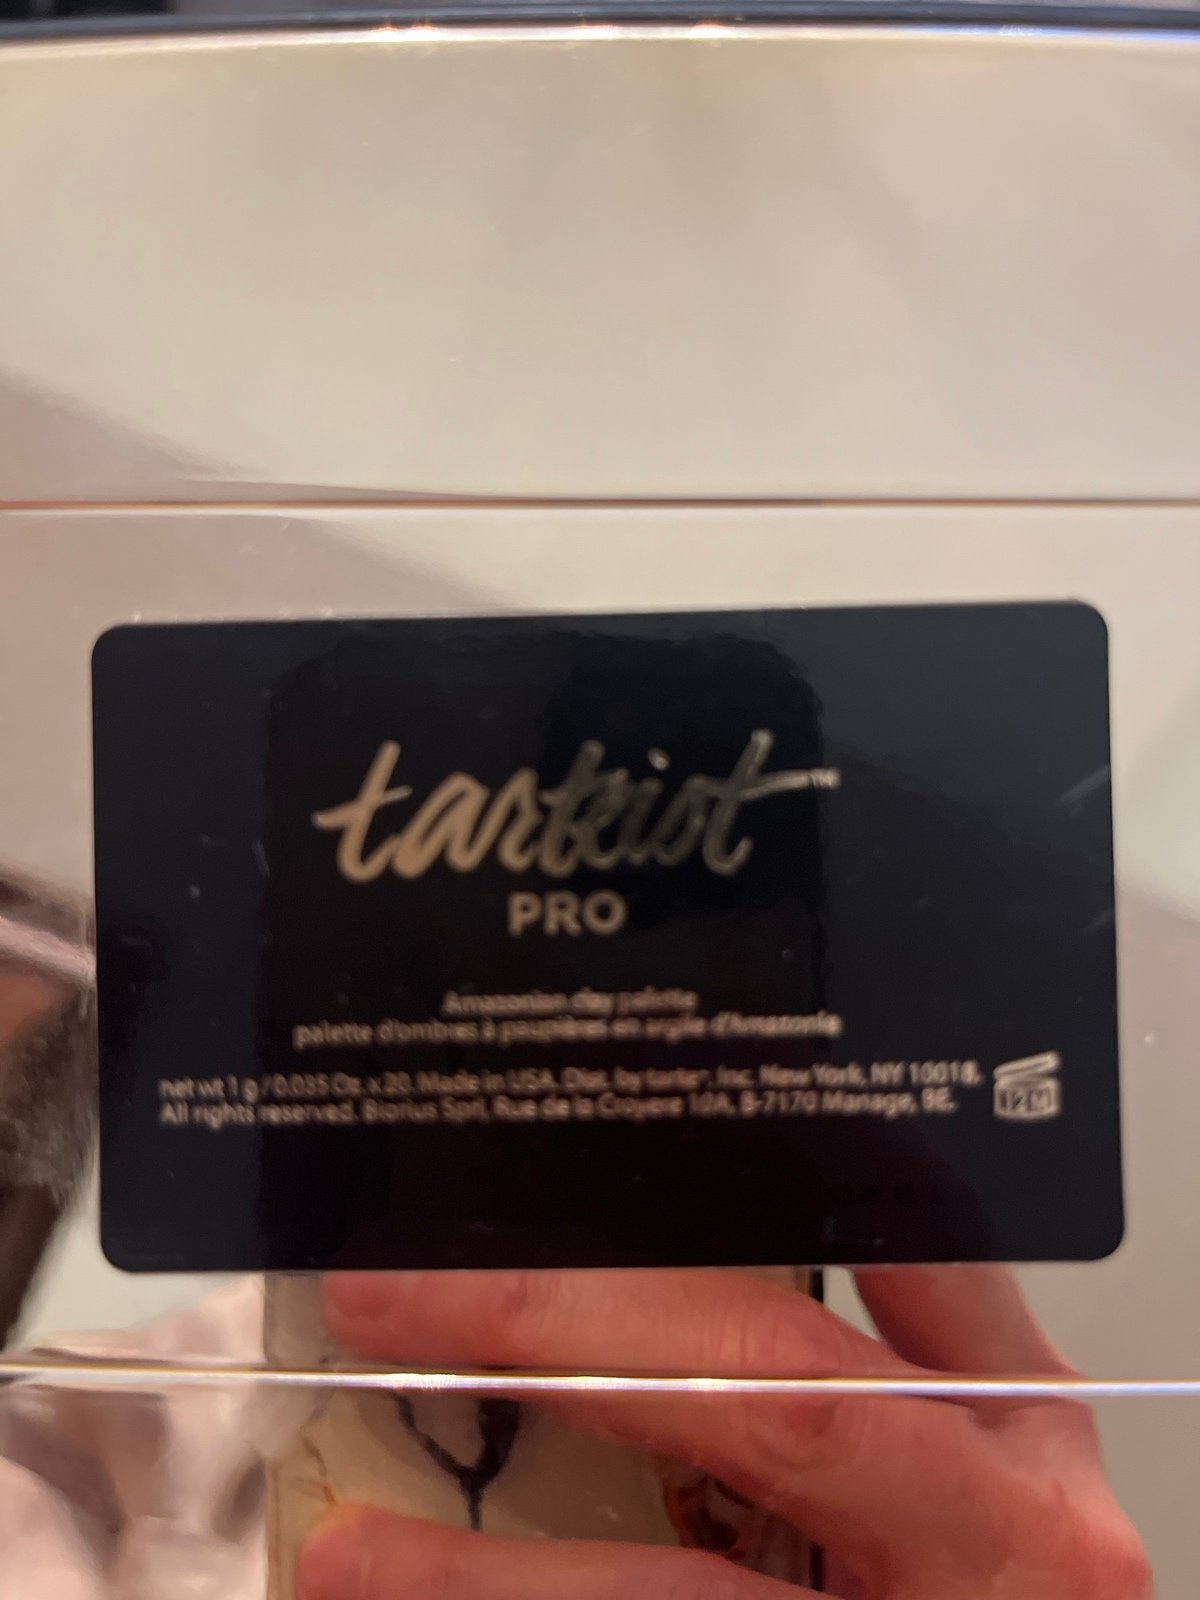 tarteist™
PRO
Amazonian clay palette
palette d'ombres à paupières en argile d'Amazonie
net wt 1 g / 0.035 Oz. x 20. Made in USA. Dist. by tarte™, Inc. New York, NY 10018.
All rights reserved. Biorius Sprl, Rue de la Croyere 10A, B-7170 Manage, BE.
12M